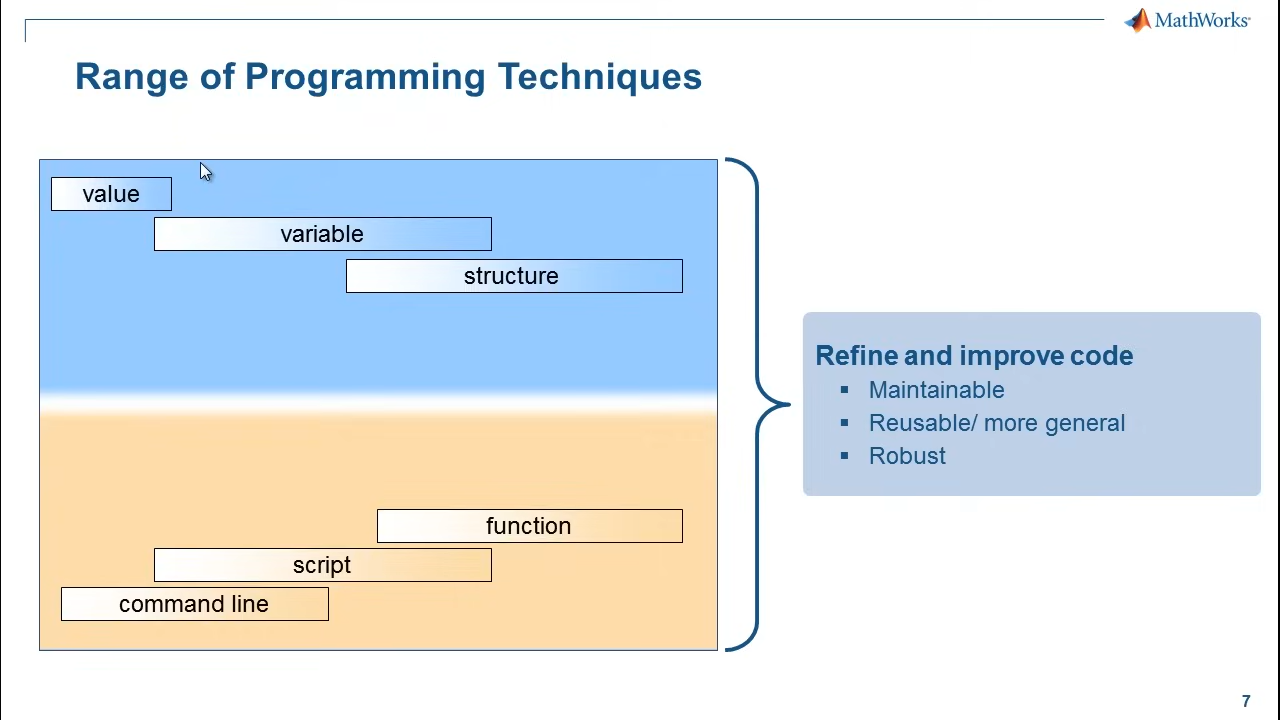 MathWorks®
Range of Programming Techniques
value
variable
structure
function
script
command line
Refine and improve code
▪ Maintainable
▪ Reusable/ more general
▪ Robust
7